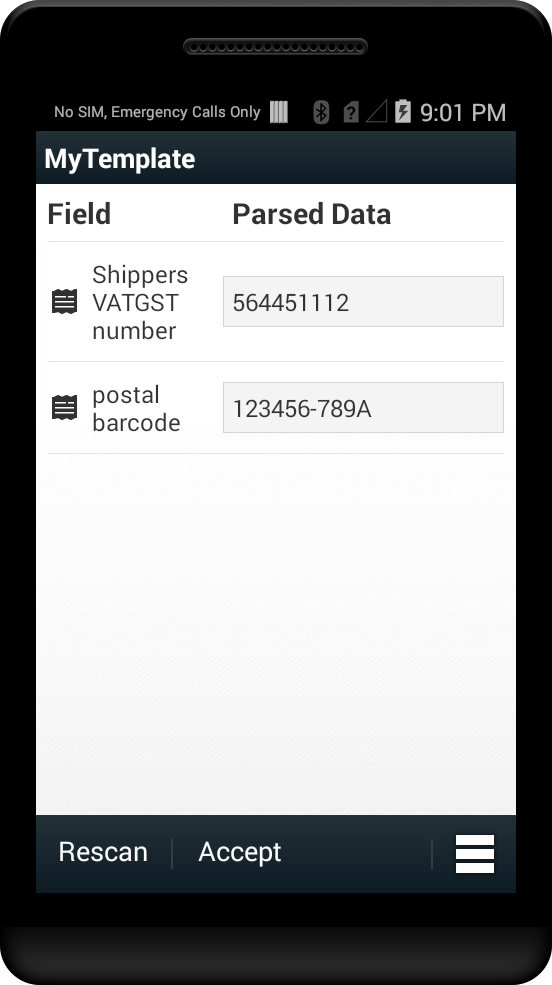 No SIM, Emergency Calls Only 9:01 PM
MyTemplate
Field Parsed Data
Shippers
VATGST
number
564451112
postal
barcode
123456-789A
Rescan Accept